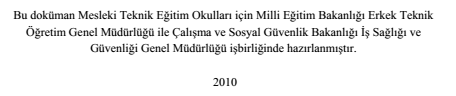 Bu doküman Mesleki Teknik Eğitim Okulları için Milli Eğitim Bakanlığı Erkek Teknik
Öğretim Genel Müdürlüğü ile Çalışma ve Sosyal Güvenlik Bakanlığı İş Sağlığı ve
Güvenliği Genel Müdürlüğü işbirliğinde hazırlanmıştır.
2010